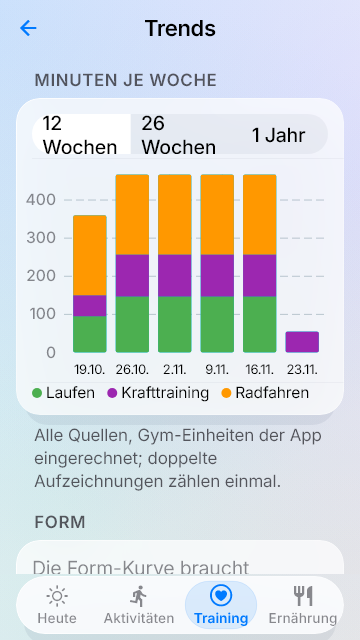 Trends
MINUTEN JE WOCHE
12 Wochen
26 Wochen
1 Jahr
400
300
200
100
0
19.10. 26.10. 2.11. 9.11. 16.11. 23.11.
Laufen Krafttraining Radfahren
Alle Quellen, Gym-Einheiten der App
eingerechnet; doppelte
Aufzeichnungen zählen einmal.
FORM
Die Form-Kurve braucht
Heute Aktivitäten Training Ernährung